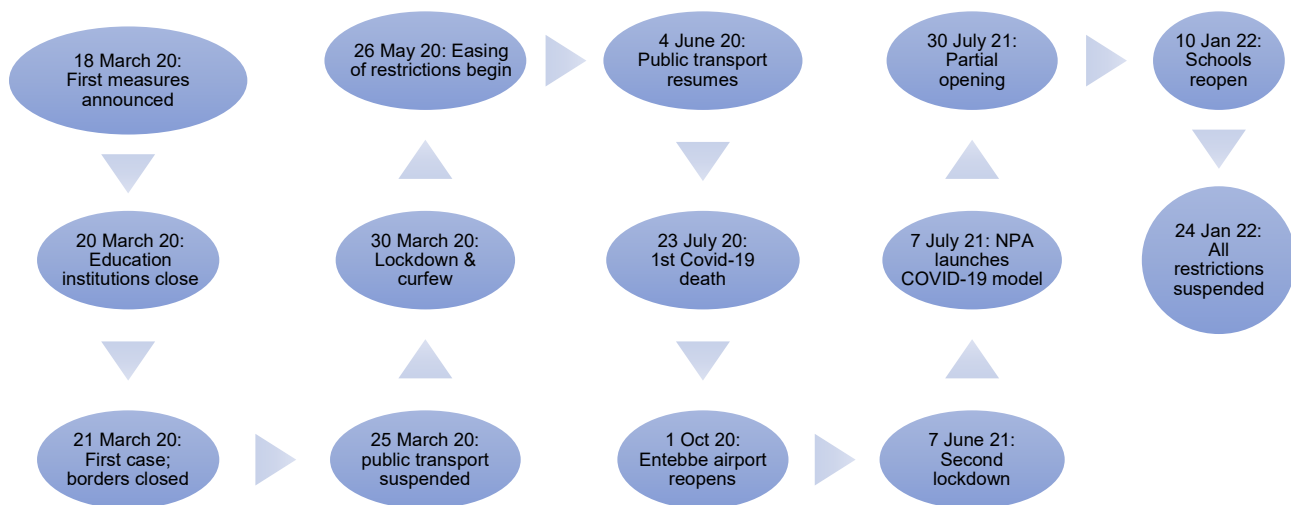 18 March 20:
First measures
announced
20 March 20:
Education
institutions close
21 March 20:
First case;
borders closed
25 March 20:
public transport
suspended
30 March 20:
Lockdown &
curfew
26 May 20: Easing
of restrictions begin
4 June 20:
Public transport
resumes
23 July 20:
1st Covid-19
death
1 Oct 20:
Entebbe airport
reopens
7 June 21:
Second
lockdown
7 July 21: NPA
launches
COVID-19 model
30 July 21:
Partial
opening
10 Jan 22:
Schools
reopen
24 Jan 22:
All
restrictions
suspended